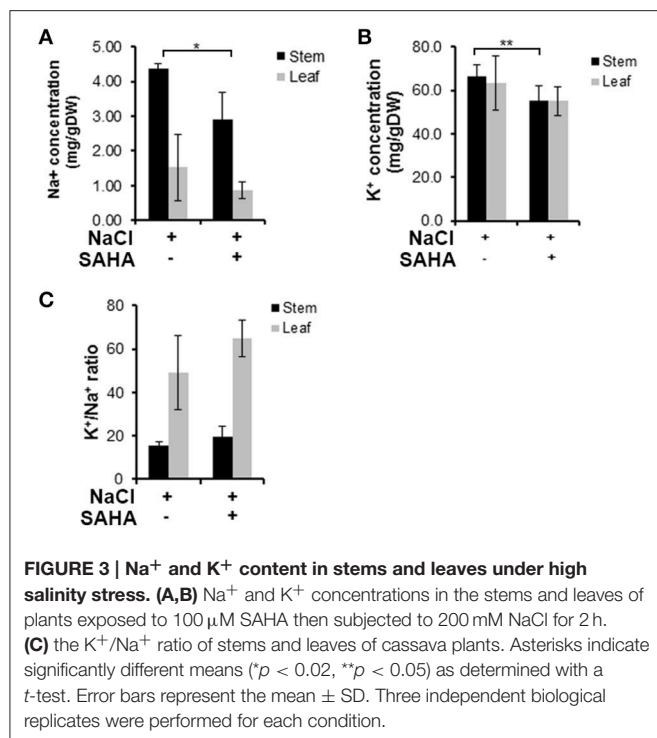 A
*
Stem
Leaf
Na+ concentration
(mg/gDW)
5.00
4.00
3.00
2.00
1.00
0.00
NaCl + +
SAHA - +
B
**
Stem
Leaf
K⁺ concentration
(mg/gDW)
80.0
60.0
40.0
20.0
0.0
NaCl + +
SAHA - +
C
Stem
Leaf
K⁺/Na⁺ ratio
80
60
40
20
0
NaCl + +
SAHA - +
FIGURE 3 | Na⁺ and K⁺ content in stems and leaves under high
salinity stress. (A,B) Na⁺ and K⁺ concentrations in the stems and leaves of
plants exposed to 100 μM SAHA then subjected to 200 mM NaCl for 2 h.
(C) the K⁺/Na⁺ ratio of stems and leaves of cassava plants. Asterisks indicate
significantly different means (*p < 0.02, **p < 0.05) as determined with a
t-test. Error bars represent the mean ± SD. Three independent biological
replicates were performed for each condition.